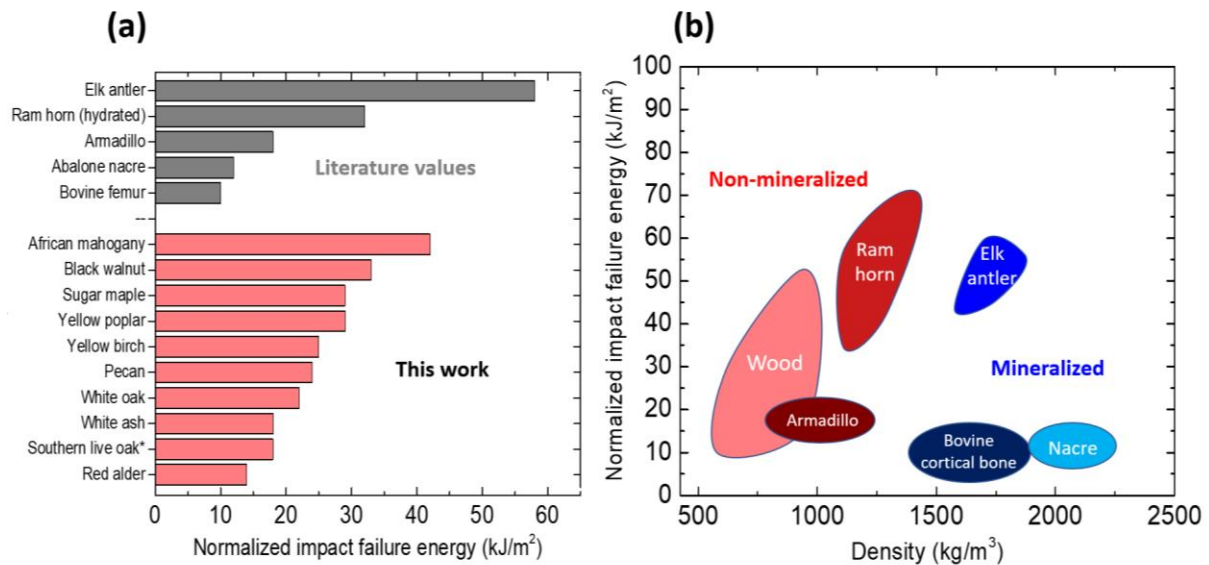 (a)
Elk antler
Ram horn (hydrated)
Armadillo
Abalone nacre
Bovine femur
--
African mahogany
Black walnut
Sugar maple
Yellow poplar
Yellow birch
Pecan
White oak
White ash
Southern live oak*
Red alder
Literature values
This work
0 10 20 30 40 50 60
Normalized impact failure energy (kJ/m²)
(b)
Normalized impact failure energy (kJ/m²)
100
90
80
70
60
50
40
30
20
10
0
Non-mineralized
Ram
horn
Elk
antler
Wood
Mineralized
Armadillo
Bovine
cortical bone
Nacre
500 1000 1500 2000 2500
Density (kg/m³)